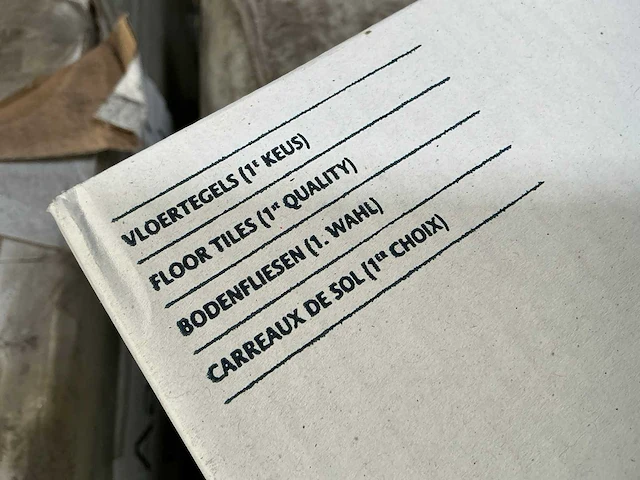 VLOERTEGELS (1ᵉ KEUS)
FLOOR TILES (1ˢᵗ QUALITY)
BODENFLIESEN (1. WAHL)
CARREAUX DE SOL (1ᵉʳ CHOIX)